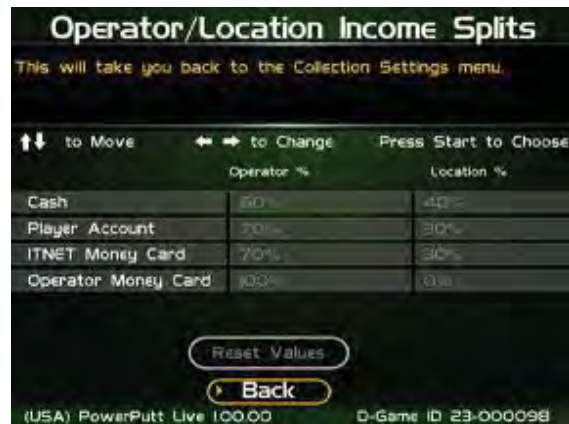 Operator/Location Income Splits
This will take you back to the Collection Settings menu.
to Move to Change Press Start to Choose
Operator % Location %
Cash 60% 40%
Player Account 70% 30%
ITNET Money Card 70% 30%
Operator Money Card 100% 0%
Reset Values
Back
(USA) PowerPutt Live 1.00.00 D-Game ID 23-000098